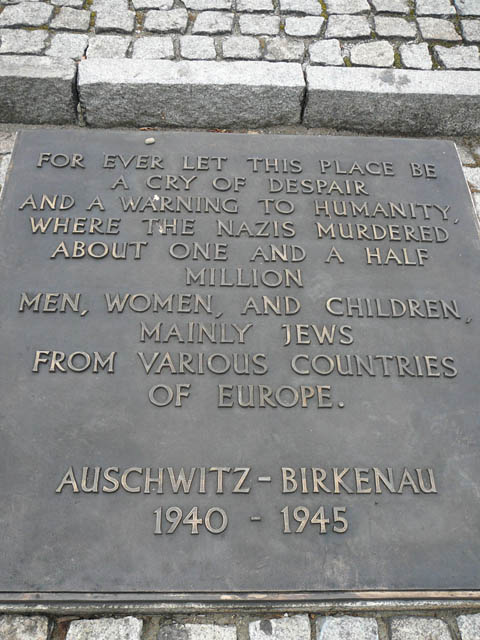 FOR EVER LET THIS PLACE BE
A CRY OF DESPAIR
AND A WARNING TO HUMANITY,
WHERE THE NAZIS MURDERED
ABOUT ONE AND A HALF
MILLION
MEN, WOMEN, AND CHILDREN,
MAINLY JEWS
FROM VARIOUS COUNTRIES
OF EUROPE.
AUSCHWITZ - BIRKENAU
1940 - 1945